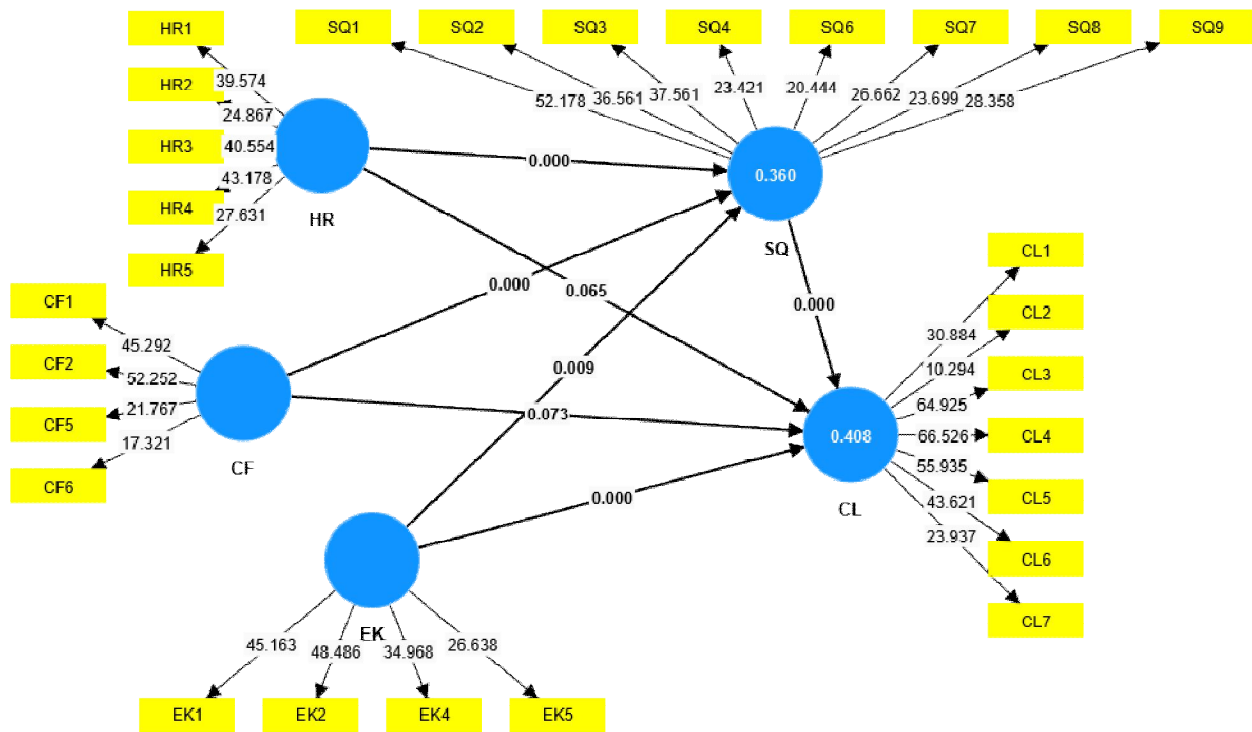 HR1
SQ1
SQ2
SQ3
SQ4
SQ6
SQ7
SQ8
SQ9
39.574
HR2
24.867
HR3
40.554
43.178
HR4
27.631
HR5
HR
52.178
36.561
37.561
23.421
20.444
26.662
23.699
28.358
0.000
0.360
SQ
CF1
45.292
CF2
52.252
CF5
21.767
17.321
CF6
CF
0.000
0.065
0.009
0.073
0.000
0.000
0.408
CL
CL1
30.884
CL2
10.294
CL3
64.925
66.526
CL4
55.935
CL5
43.621
23.937
CL6
CL7
EK
45.163
48.486
34.968
26.638
EK1
EK2
EK4
EK5